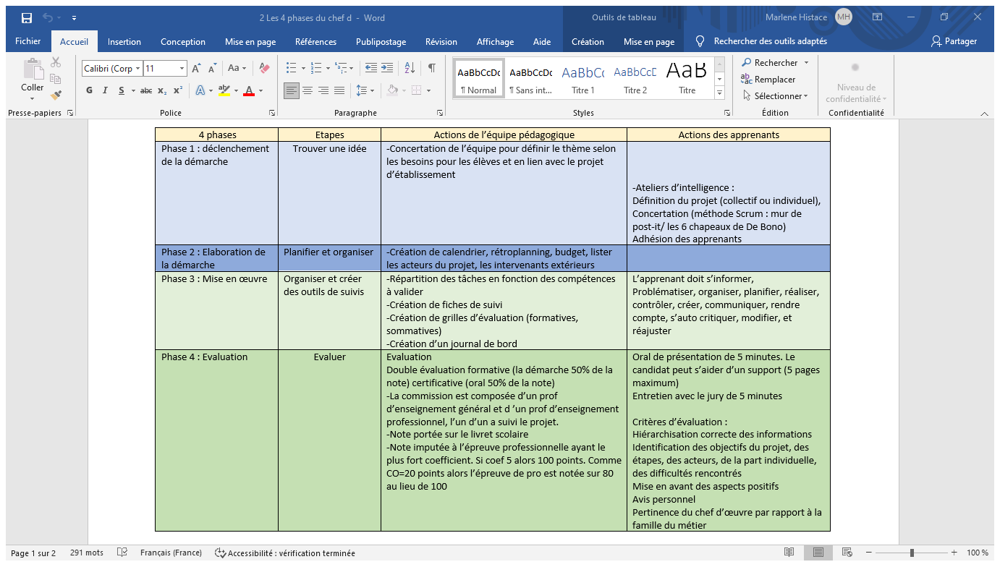 2 Les 4 phases du chef d - Word
Outils de tableau
Marlene Histace
MH
Fichier
Accueil
Insertion
Conception
Mise en page
Références
Publipostage
Révision
Affichage
Aide
Création
Mise en page
Rechercher des outils adaptés
Partager
Coller
Presse-papiers
Calibri (Corp
11
Aa
G I S abc x₂ x²
A
Police
Paragraphe
AaBbCcDc
¶ Normal
AaBbCcDc
¶ Sans int...
AaBbCc
Titre 1
AaBbCcD
Titre 2
AaB
Titre
Styles
Rechercher
Remplacer
Sélectionner
Édition
Niveau de
confidentialité
Confidentialité
4 phases
Etapes
Actions de l’équipe pédagogique
Actions des apprenants
Phase 1 : déclenchement
de la démarche
Trouver une idée
-Concertation de l’équipe pour définir le thème selon
les besoins pour les élèves et en lien avec le projet
d’établissement
-Ateliers d’intelligence :
Définition du projet (collectif ou individuel),
Concertation (méthode Scrum : mur de
post-it/ les 6 chapeaux de De Bono)
Adhésion des apprenants
Phase 2 : Elaboration de
la démarche
Planifier et organiser
-Création de calendrier, rétroplanning, budget, lister
les acteurs du projet, les intervenants extérieurs
Phase 3 : Mise en œuvre
Organiser et créer
des outils de suivis
-Répartition des tâches en fonction des compétences
à valider
-Création de fiches de suivi
-Création de grilles d’évaluation (formatives,
sommatives)
-Création d’un journal de bord
L’apprenant doit s’informer,
Problématiser, organiser, planifier, réaliser,
contrôler, créer, communiquer, rendre
compte, s’auto critiquer, modifier, et
réajuster
Phase 4 : Evaluation
Evaluer
Evaluation
Double évaluation formative (la démarche 50% de la
note) certificative (oral 50% de la note)
-La commission est composée d’un prof
d’enseignement général et d ’un prof d’enseignement
professionnel, l’un d’un a suivi le projet.
-Note portée sur le livret scolaire
-Note imputée à l’épreuve professionnelle ayant le
plus fort coefficient. Si coef 5 alors 100 points. Comme
CO=20 points alors l’épreuve de pro est notée sur 80
au lieu de 100
Oral de présentation de 5 minutes. Le
candidat peut s’aider d’un support (5 pages
maximum)
Entretien avec le jury de 5 minutes
Critères d’évaluation :
Hiérarchisation correcte des informations
Identification des objectifs du projet, des
étapes, des acteurs, de la part individuelle,
des difficultés rencontrés
Mise en avant des aspects positifs
Avis personnel
Pertinence du chef d’œuvre par rapport à la
famille du métier
Page 1 sur 2
291 mots
Français (France)
Accessibilité : vérification terminée
100 %